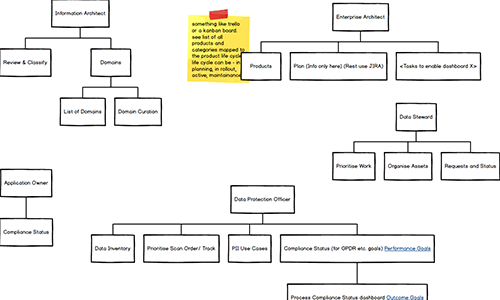 Information Architect
Review & Classify
Domains
List of Domains
Domain Curation
something like trello
or a kanban board.
see list of all
products and
categories mapped to
the product life cycle.
life cycle can be - in
planning, in rollout,
active, maintainance
Enterprise Architect
Products
Plan (Info only here) (Rest use JIRA)
<Tasks to enable dashboard X>
Data Steward
Prioritise Work
Organise Assets
Requests and Status
Application Owner
Compliance Status
Data Protection Officer
Data Inventory
Prioritise Scan Order/ Track
PII Use Cases
Compliance Status (for GPDR etc. goals) Performance Goals
Process Compliance Status dashboard Outcome Goals